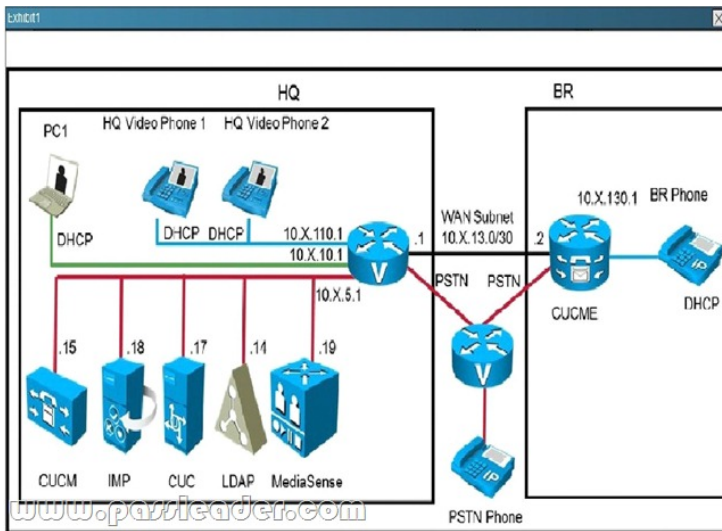 Exhibit1
HQ
BR
PC1
HQ Video Phone 1
HQ Video Phone 2
DHCP
DHCP
DHCP
10.X.110.1
10.X.10.1
10.X.5.1
.1
WAN Subnet
10.X.13.0/30
.2
10.X.130.1
BR Phone
V
PSTN
PSTN
IP
CUCME
DHCP
.15
.18
.17
.14
.19
V
CUCM
IMP
CUC
LDAP
MediaSense
IP
PSTN Phone
www.passleader.com